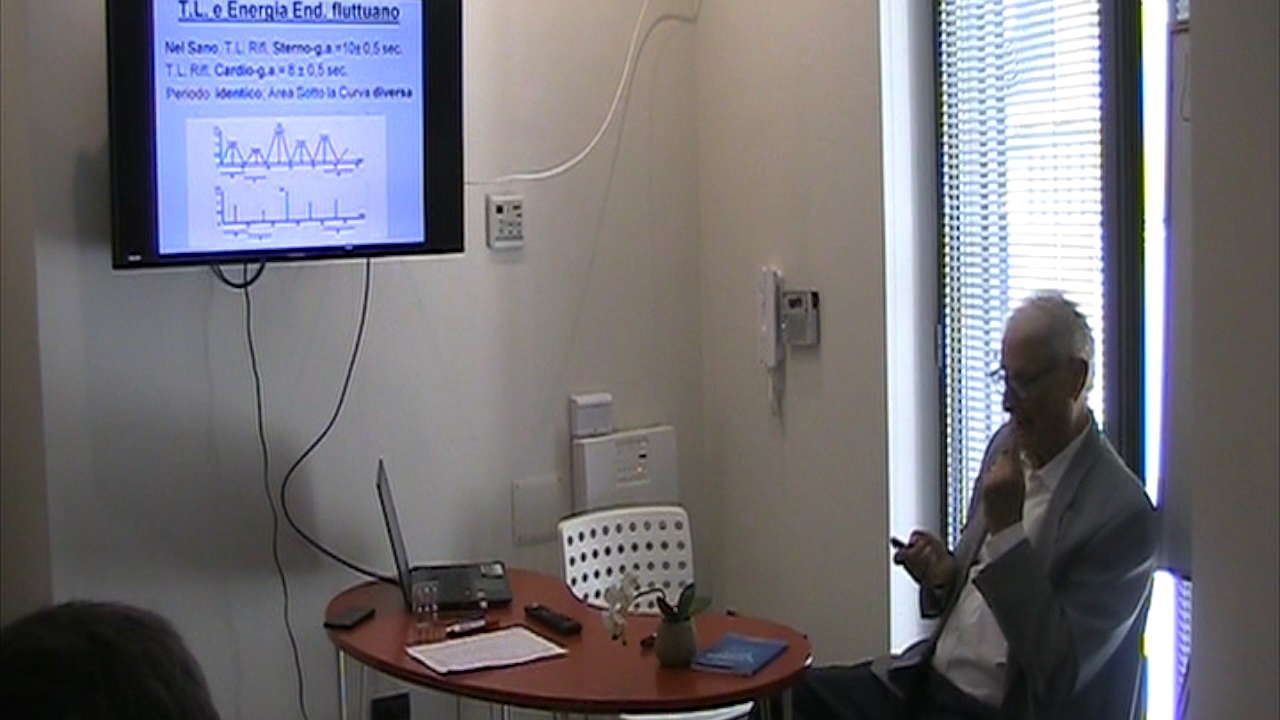 T.L. e Energia End. fluttuano
Nel Sano, T.L. Rifl. Sterno-g.a.=10± 0,5 sec.
T.L. Rifl. Cardio-g.a.= 8 ± 0,5 sec.
Periodo identico; Area Sotto la Curva diversa